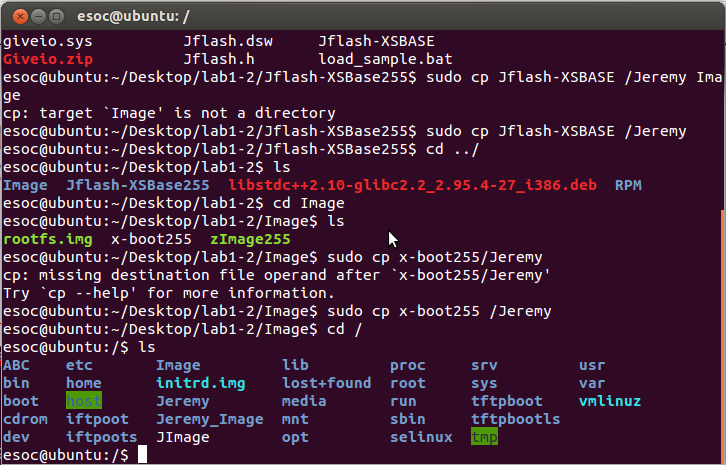 esoc@ubuntu: /
giveio.sys Jflash.dsw Jflash-XSBASE
Giveio.zip Jflash.h load_sample.bat
esoc@ubuntu:~/Desktop/lab1-2/Jflash-XSBase255$ sudo cp Jflash-XSBASE /Jeremy Ima
ge
cp: target `Image' is not a directory
esoc@ubuntu:~/Desktop/lab1-2/Jflash-XSBase255$ sudo cp Jflash-XSBASE /Jeremy
esoc@ubuntu:~/Desktop/lab1-2/Jflash-XSBase255$ cd ../
esoc@ubuntu:~/Desktop/lab1-2$ ls
Image Jflash-XSBase255 libstdc++2.10-glibc2.2_2.95.4-27_i386.deb RPM
esoc@ubuntu:~/Desktop/lab1-2$ cd Image
esoc@ubuntu:~/Desktop/lab1-2/Image$ ls
rootfs.img x-boot255 zImage255
esoc@ubuntu:~/Desktop/lab1-2/Image$ sudo cp x-boot255/Jeremy
cp: missing destination file operand after `x-boot255/Jeremy'
Try `cp --help' for more information.
esoc@ubuntu:~/Desktop/lab1-2/Image$ sudo cp x-boot255 /Jeremy
esoc@ubuntu:~/Desktop/lab1-2/Image$ cd /
esoc@ubuntu:/$ ls
ABC etc Image lib proc srv usr
bin home initrd.img lost+found root sys var
boot host Jeremy media run tftpboot vmlinuz
cdrom iftpoot Jeremy_Image mnt sbin tftpbootls
dev iftpoots JImage opt selinux tmp
esoc@ubuntu:/$